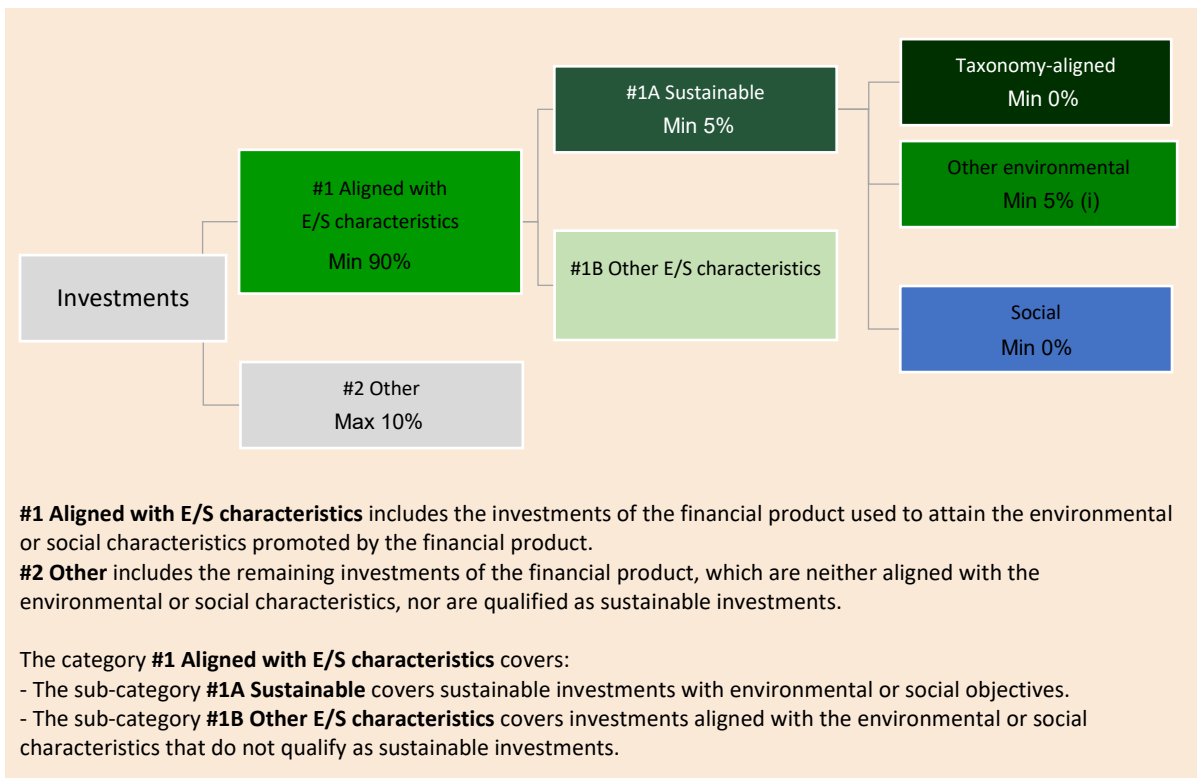 Investments
#1 Aligned with
E/S characteristics
Min 90%
#2 Other
Max 10%
#1A Sustainable
Min 5%
#1B Other E/S characteristics
Taxonomy-aligned
Min 0%
Other environmental
Min 5% (i)
Social
Min 0%
#1 Aligned with E/S characteristics includes the investments of the financial product used to attain the environmental
or social characteristics promoted by the financial product.
#2 Other includes the remaining investments of the financial product, which are neither aligned with the
environmental or social characteristics, nor are qualified as sustainable investments.
The category #1 Aligned with E/S characteristics covers:
- The sub-category #1A Sustainable covers sustainable investments with environmental or social objectives.
- The sub-category #1B Other E/S characteristics covers investments aligned with the environmental or social
characteristics that do not qualify as sustainable investments.